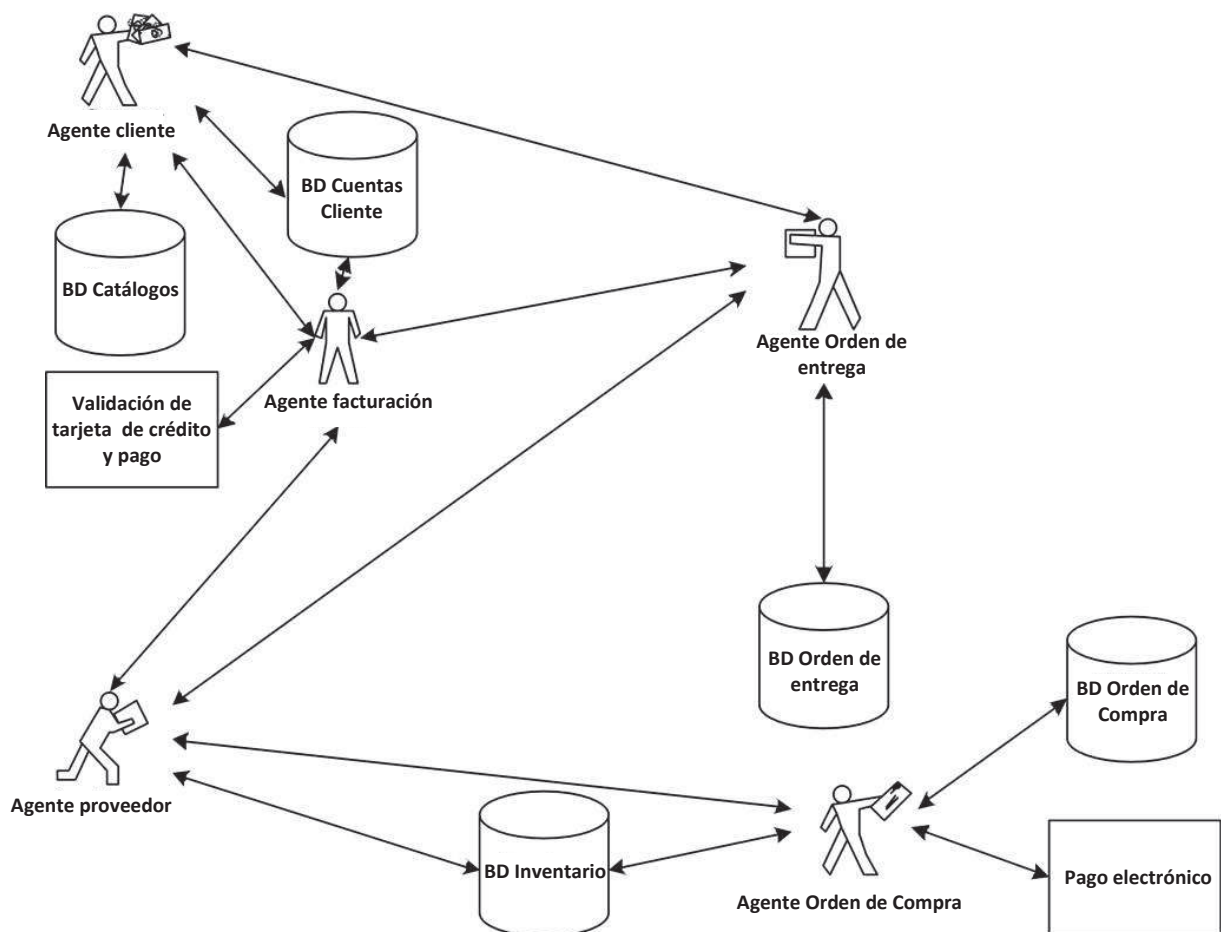 Agente cliente
BD Cuentas
Cliente
BD Catálogos
Agente Orden de
entrega
Validación de
tarjeta de crédito
y pago
Agente facturación
BD Orden de
entrega
BD Orden de
Compra
Agente proveedor
BD Inventario
Agente Orden de Compra
Pago electrónico